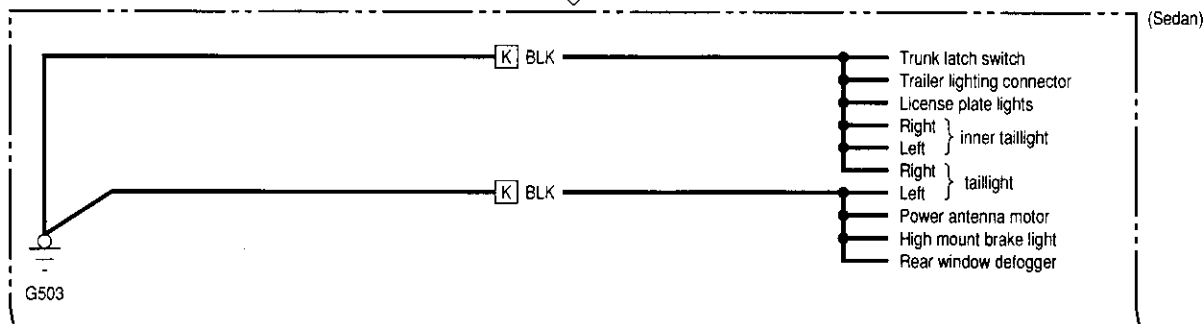 (Sedan)
K BLK
Trunk latch switch
Trailer lighting connector
License plate lights
Right
Left
inner taillight
Right
K BLK
Left
taillight
Power antenna motor
High mount brake light
Rear window defogger
G503